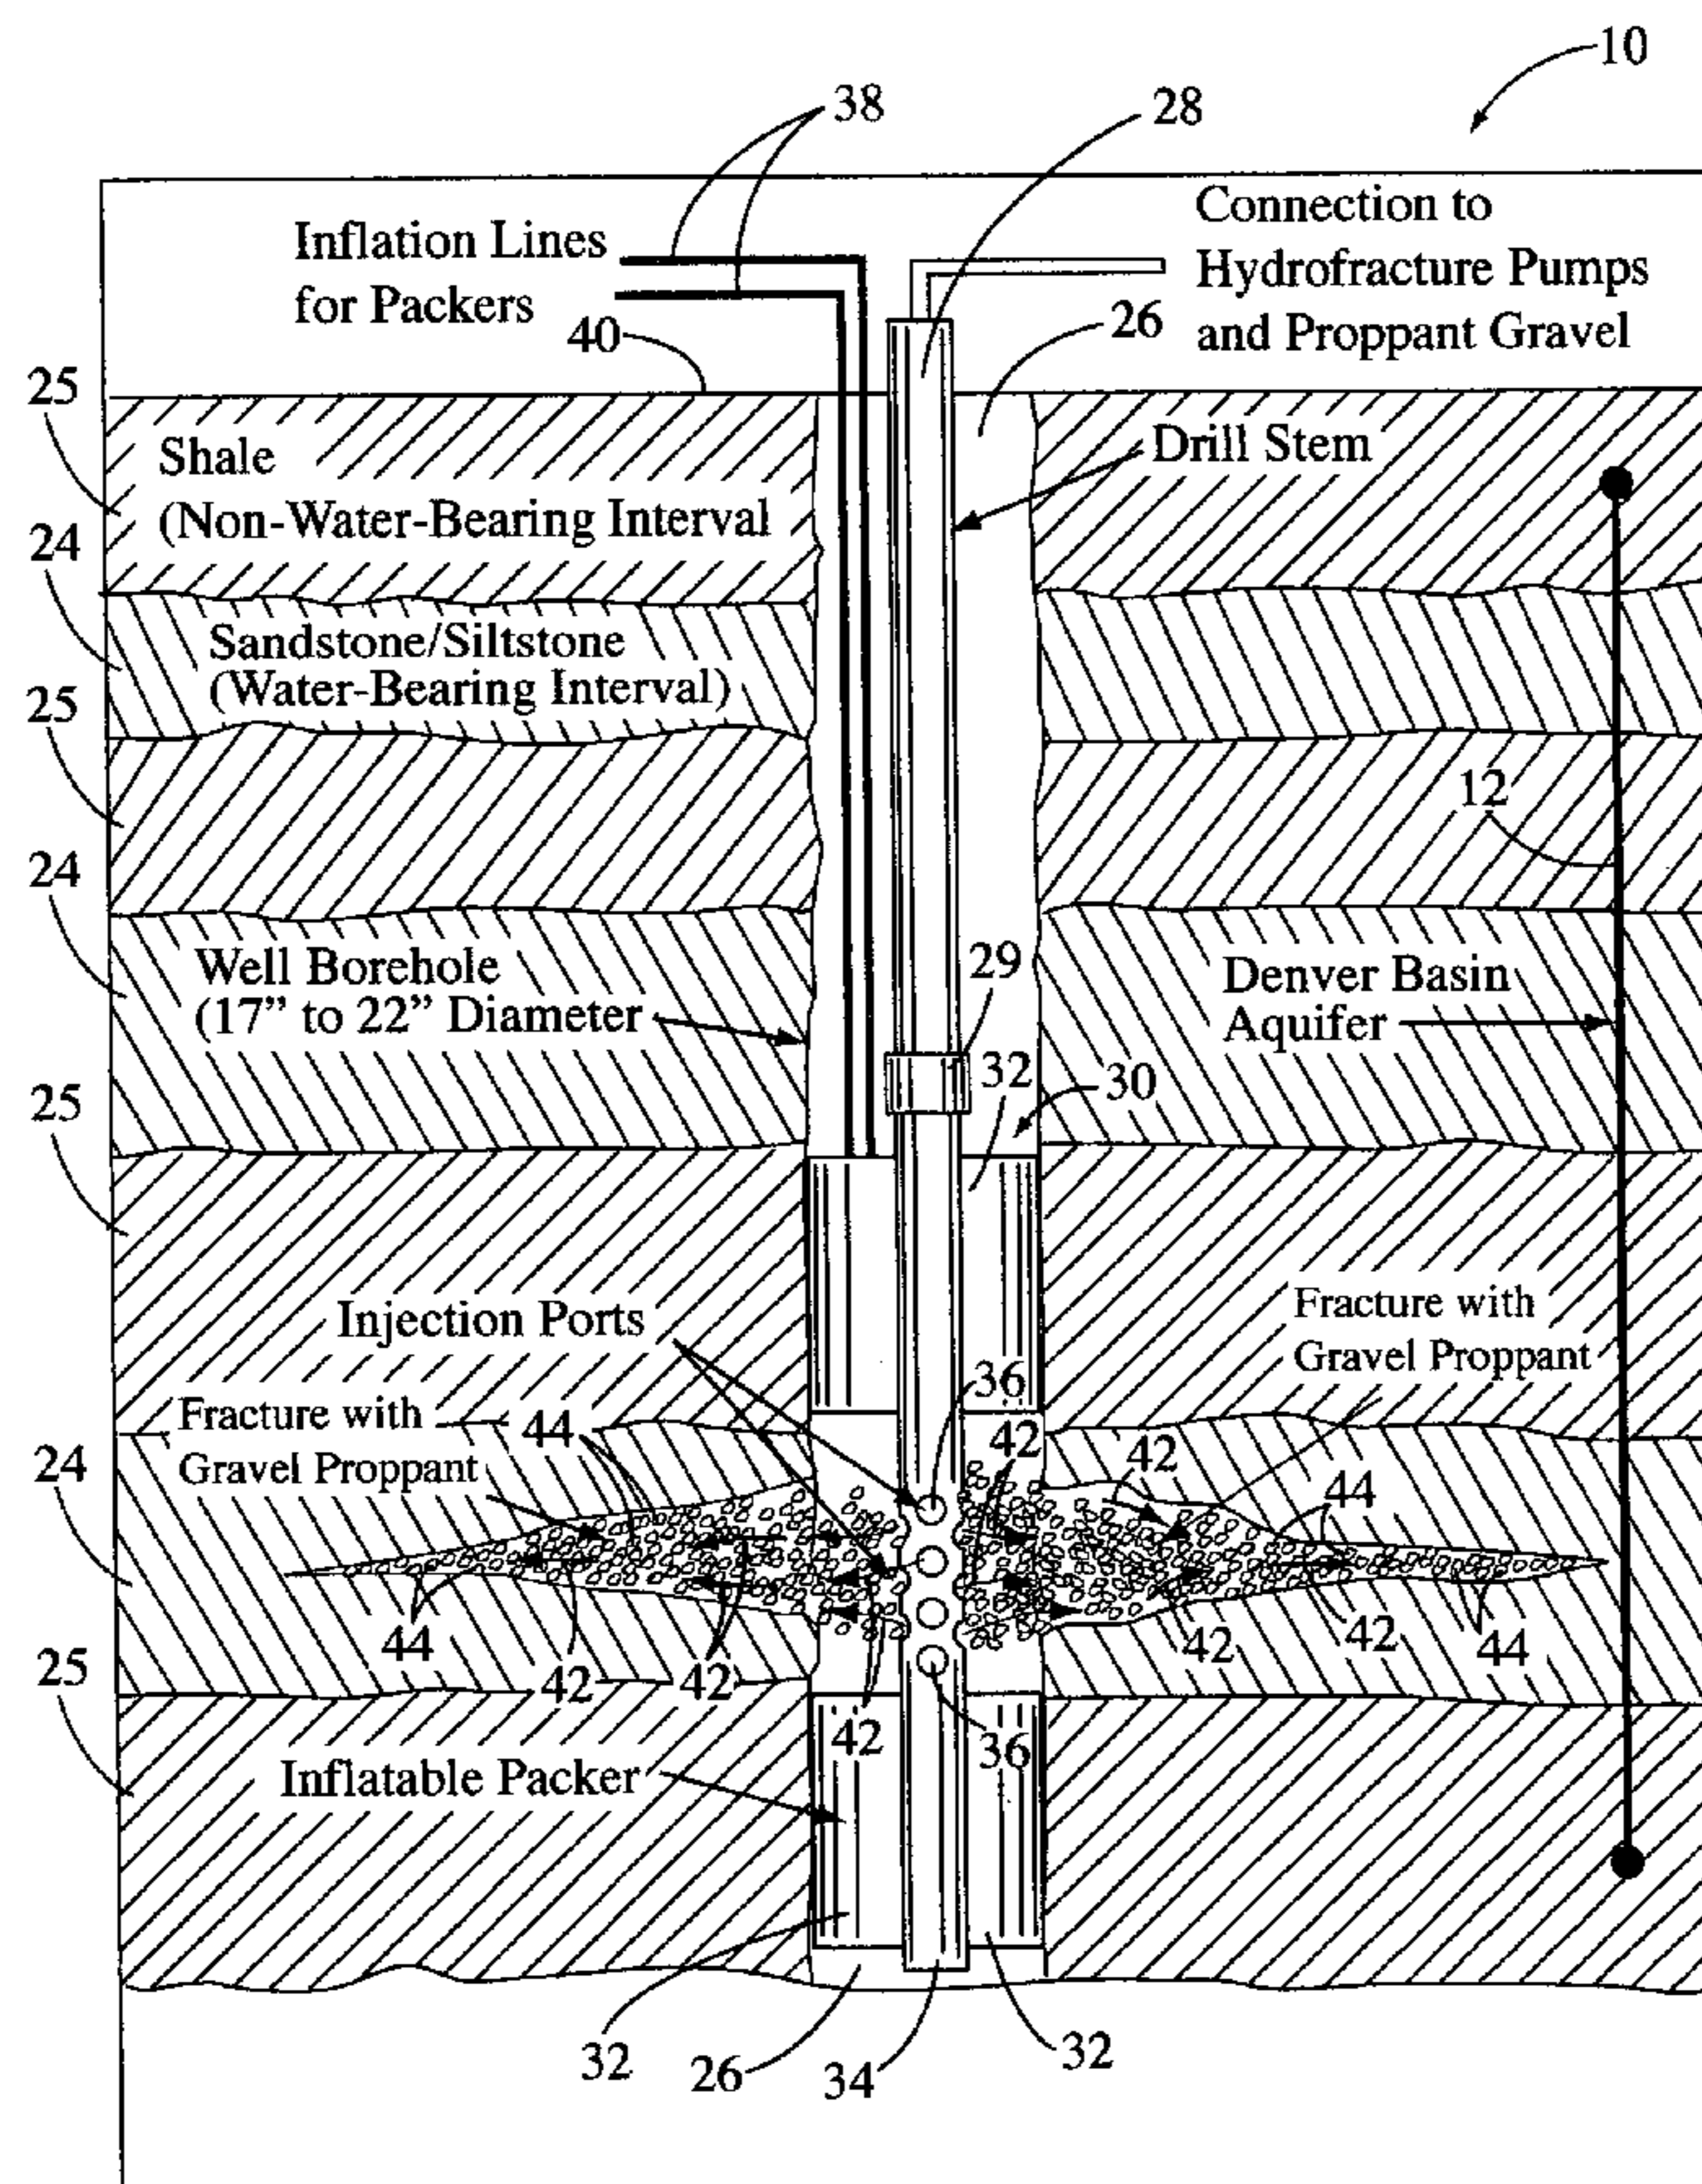 10
38
28
Inflation Lines
for Packers
Connection to
Hydrofracture Pumps
and Proppant Gravel
40
26
25
Shale
(Non-Water-Bearing Interval
Drill Stem
24
Sandstone/Siltstone
(Water-Bearing Interval)
25
12
24
Well Borehole
(17” to 22” Diameter
29
Denver Basin
Aquifer
32
30
25
Injection Ports
Fracture with
Gravel Proppant
36
Fracture with
Gravel Proppant
44
42
42
44
24
44
42
42
42
42
42
44
25
36
Inflatable Packer
32
26
34
32